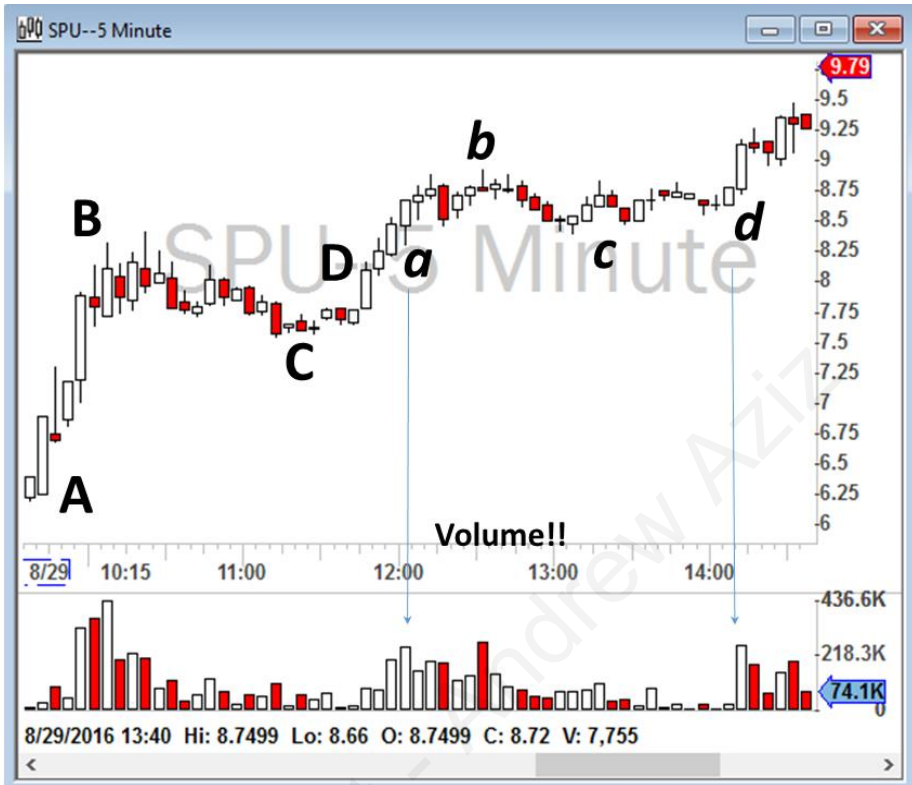 SPU--5 Minute
9.79
9.5
9.25
9
8.75
8.5
8.25
8
7.75
7.5
7.25
7
6.75
6.5
6.25
6
SPU--5 Minute
b
B
D
a
c
d
C
A
Andrew Aziz
Volume!!
8/29 10:15 11:00 12:00 13:00 14:00
436.6K
218.3K
74.1K
0
8/29/2016 13:40 Hi: 8.7499 Lo: 8.66 O: 8.7499 C: 8.72 V: 7,755